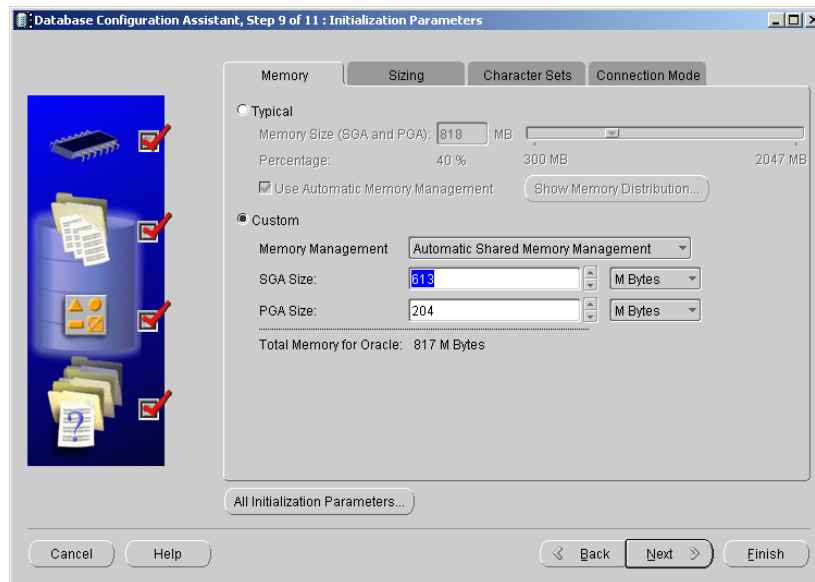 Database Configuration Assistant, Step 9 of 11 : Initialization Parameters
Memory Sizing Character Sets Connection Mode
Typical
Memory Size (SGA and PGA): 818 MB
Percentage: 40 % 300 MB 2047 MB
Use Automatic Memory Management Show Memory Distribution...
Custom
Memory Management Automatic Shared Memory Management
SGA Size: 613 M Bytes
PGA Size: 204 M Bytes
Total Memory for Oracle: 817 M Bytes
?
All Initialization Parameters...
Cancel Help Back Next Finish